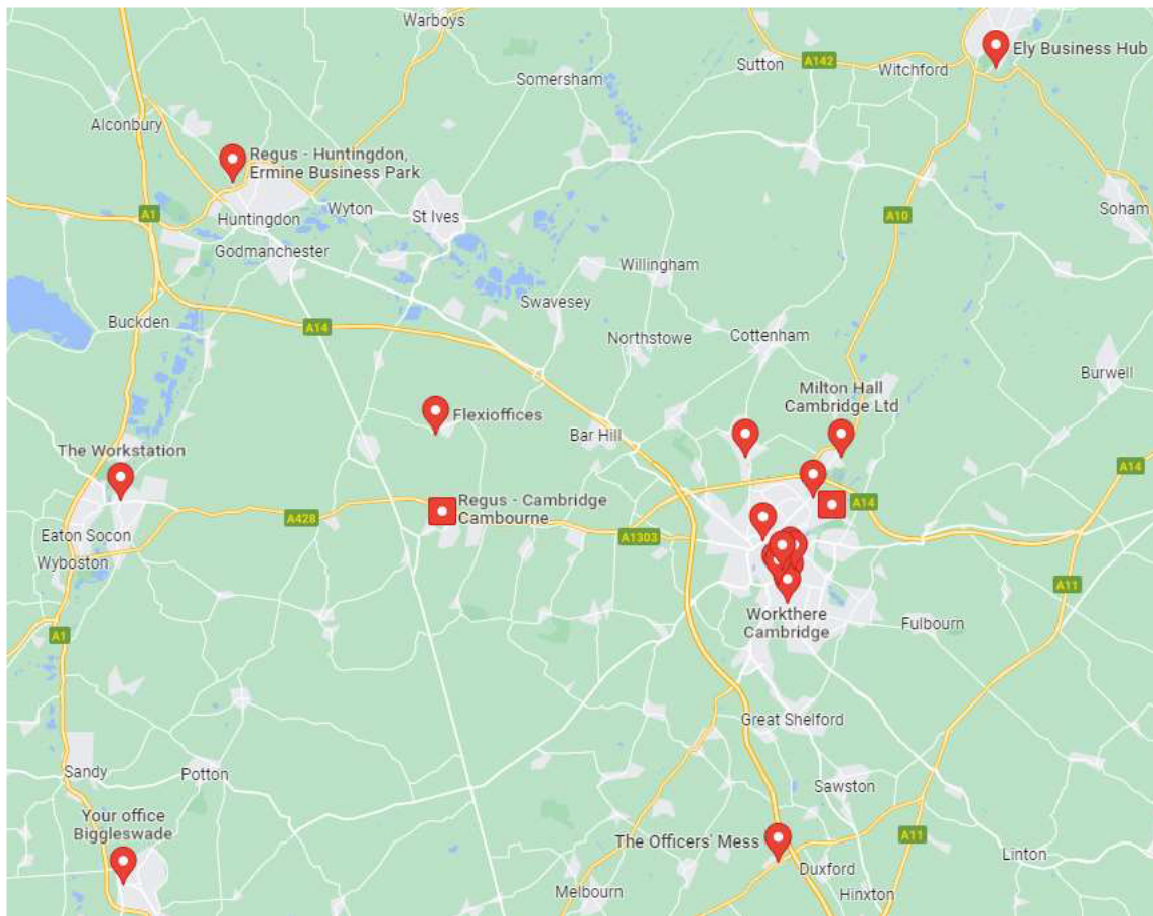 Warboys
Ely Business Hub
Sutton
A142
Witchford
Somersham
Alconbury
Regus - Huntingdon,
Ermine Business Park
Wyton
St Ives
Huntingdon
A1
A10
Soham
Godmanchester
Willingham
Swavesey
Buckden
A14
Northstowe
Cottenham
Burwell
Milton Hall
Cambridge Ltd
Flexioffices
Bar Hill
The Workstation
A14
Regus - Cambridge
Cambourne
A14
A428
Eaton Socon
A1303
Wyboston
A11
A1
Workthere
Cambridge
Fulbourn
Great Shelford
Sandy
Potton
Sawston
Your office
Biggleswade
The Officers' Mess
A11
Duxford
Linton
Melbourn
Hinxton